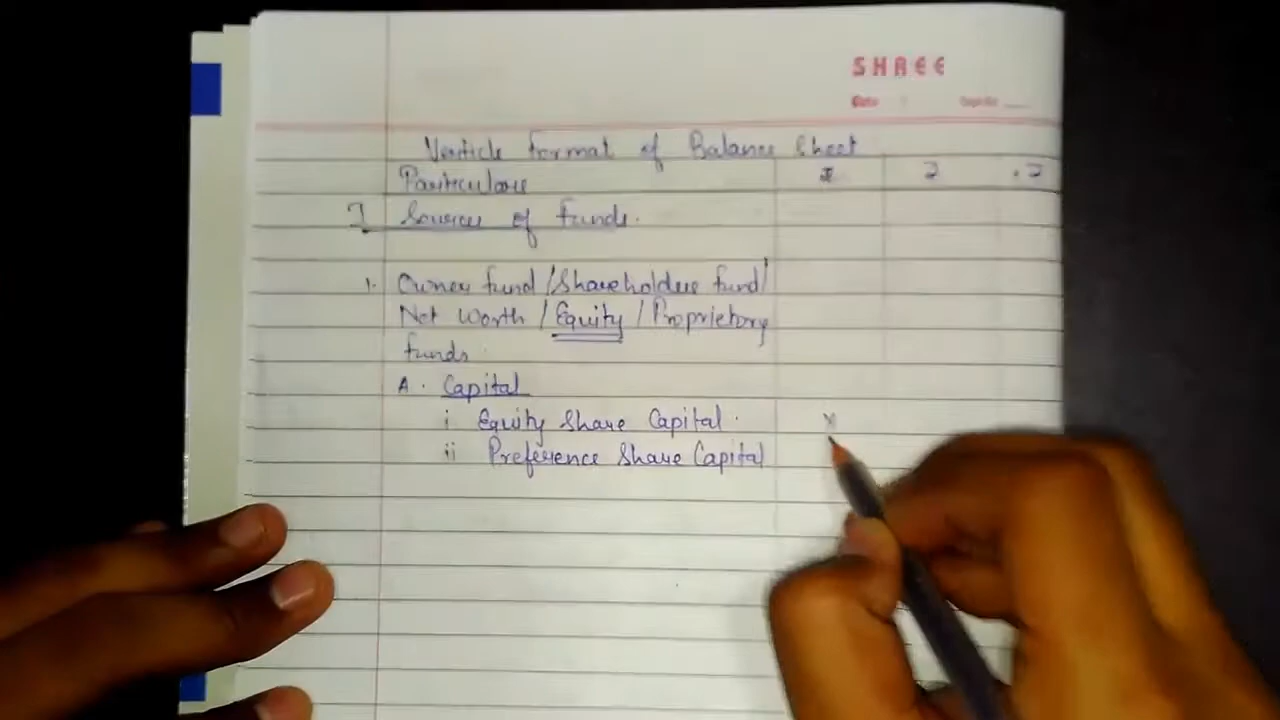 SHREE
Date :
Verticle Format of Balance Sheet
Particulars
I Sources of Funds.
1. Owner fund / Shareholders fund /
Net Worth / Equity / Proprietory
funds.
A. Capital
i Equity Share Capital. x
ii Preference Share Capital